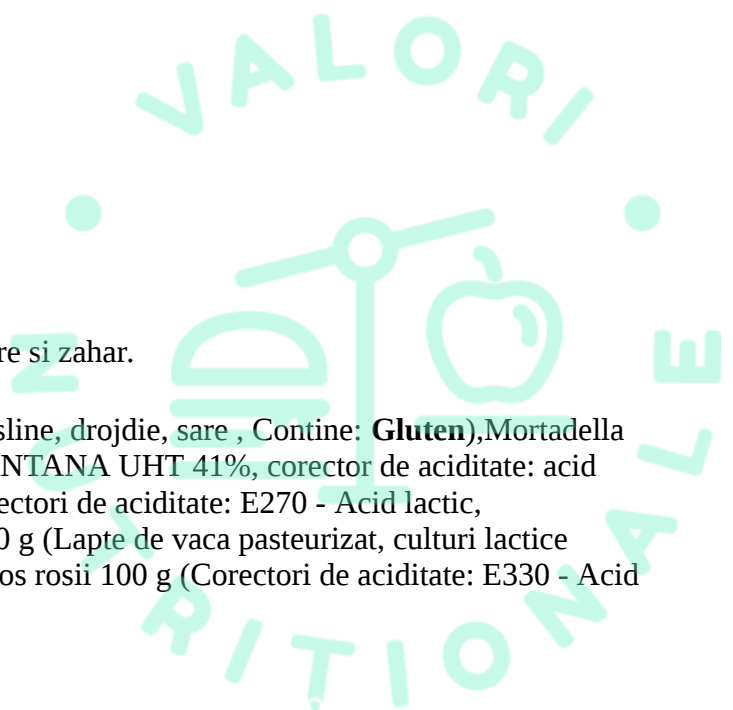 VALORI
re si zahar.
sline, drojdie, sare , Contine: Gluten),Mortadella
NTANA UHT 41%, corector de aciditate: acid
ectori de aciditate: E270 - Acid lactic,
0 g (Lapte de vaca pasteurizat, culturi lactice
os rosii 100 g (Corectori de aciditate: E330 - Acid
NUTRITIONALE